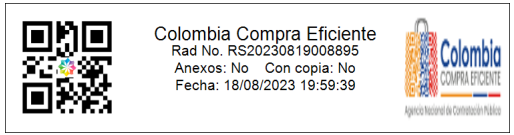 Colombia Compra Eficiente
Rad No. RS20230819008895
Anexos: No    Con copia: No
Fecha: 18/08/2023 19:59:39
Colombia
COMPRA EFICIENTE
Agencia Nacional de Contratación Pública